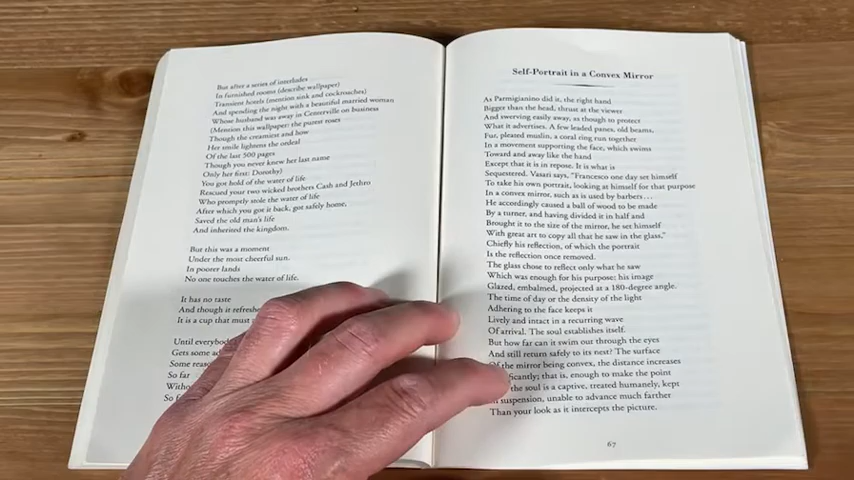 But after a series of interludes
In furnished rooms (describe wallpaper)
Transient hotels (mention sink and cockroaches)
And spending the night with a beautiful married woman
Whose husband was away in Centerville on business
(Mention this wallpaper: the purest roses
Though the creamiest and how
Her smile lightens the ordeal
Of the last 500 pages
Though you never knew her last name
Only her first: Dorothy)
You got hold of the water of life
Rescued your two wicked brothers Cash and Jethro
Who promptly stole the water of life
After which you got it back, got safely home,
Saved the old man's life
And inherited the kingdom.
But this was a moment
Under the most cheerful sun.
In poorer lands
No one touches the water of life.
It has no taste
And though it
It is a cup that must
Until everybody
Gets some
Some
So far
So
Self-Portrait in a Convex Mirror
As Parmigianino did it, the right hand
Bigger than the head, thrust at the viewer
And swerving easily away, as though to protect
What it advertises. A few leaded panes, old beams,
Fur, pleated muslin, a coral ring run together
In a movement supporting the face, which swims
Toward and away like the hand
Except that it is in repose. It is what is
Sequestered. Vasari says, "Francesco one day set himself
To take his own portrait, looking at himself for that purpose
In a convex mirror, such as is used by barbers . . .
He accordingly caused a ball of wood to be made
By a turner, and having divided it in half and
Brought it to the size of the mirror, he set himself
With great art to copy all that he saw in the glass,"
Chiefly his reflection, of which the portrait
Is the reflection once removed.
The glass chose to reflect only what he saw
Which was enough for his purpose: his image
Glazed, embalmed, projected at a 180-degree angle.
The time of day or the density of the light
Adhering to the face keeps it
Lively and intact in a recurring wave
Of arrival. The soul establishes itself.
But how far can it swim out through the eyes
And still return safely to its nest? The surface
Of the mirror being convex, the distance increases
that is, enough to make the point
the soul is a captive, treated humanely, kept
suspension, unable to advance much farther
Than your look as it intercepts the picture.
67